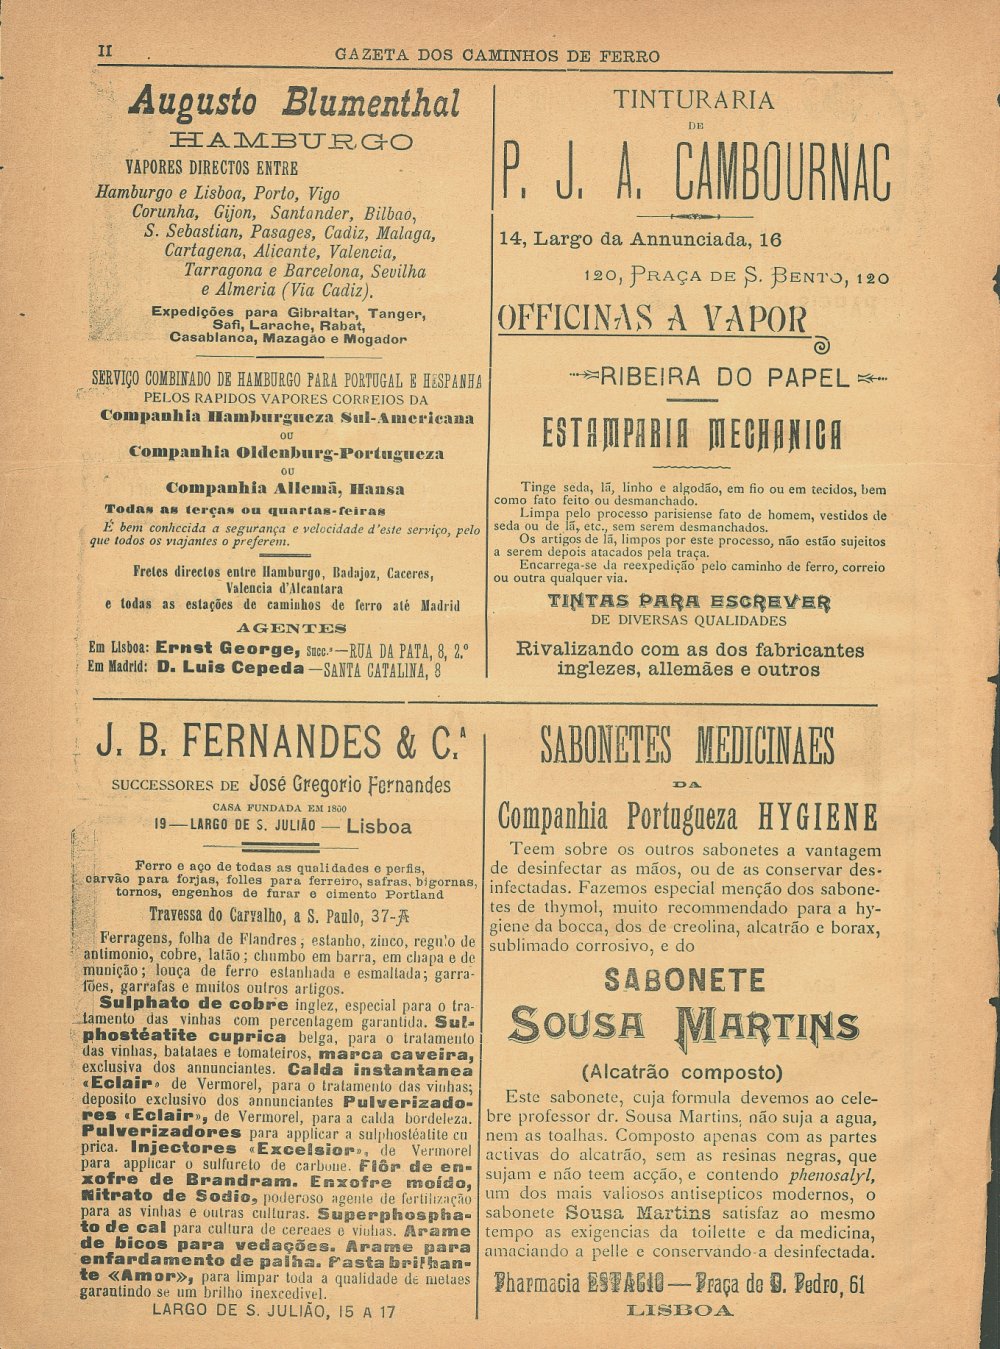 II
GAZETA DOS CAMINHOS DE FERRO
Augusto Blumenthal
HAMBURGO
VAPORES DIRECTOS ENTRE
Hamburgo e Lisboa, Porto, Vigo
Corunha, Gijon, Santander, Bilbao,
S. Sebastian, Pasages, Cadiz, Malaga,
Cartagena, Alicante, Valencia,
Tarragona e Barcelona, Sevilha
e Almeria (Via Cadiz).
Expedições para Gibraltar, Tanger,
Safi, Larache, Rabat,
Casablanca, Mazagão e Mogador
SERVIÇO COMBINADO DE HAMBURGO PARA PORTUGAL E HESPANHA
PELOS RAPIDOS VAPORES CORREIOS DA
Companhia Hamburgueza Sul-Americana
OU
Companhia Oldenburg-Portugueza
OU
Companhia Allemã, Hansa
Todas as terças ou quartas-feiras
É bem conhecida a segurança e velocidade d'este serviço, pelo
que todos os viajantes o preferem.
Fretes directos entre Hamburgo, Badajoz, Caceres,
Valencia d'Alcantara
e todas as estações de caminhos de ferro até Madrid
AGENTES
Em Lisboa: Ernst George, Succ.ª—RUA DA PATA, 8, 2.º
Em Madrid: D. Luis Cepeda—SANTA CATALINA, 8
TINTURARIA
DE
P. J. A. CAMBOURNAC
14, Largo da Annunciada, 16
120, PRAÇA DE S. BENTO, 120
OFFICINAS A VAPOR
RIBEIRA DO PAPEL
ESTAMPARIA MECHANICA
Tinge seda, lã, linho e algodão, em fio ou em tecidos, bem
como fato feito ou desmanchado.
Limpa pelo processo parisiense fato de homem, vestidos de
seda ou de lã, etc., sem serem desmanchados.
Os artigos de lã, limpos por este processo, não estão sujeitos
a serem depois atacados pela traça.
Encarrega-se da reexpedição pelo caminho de ferro, correio
ou outra qualquer via.
TINTAS PARA ESCREVER
DE DIVERSAS QUALIDADES
Rivalizando com as dos fabricantes
inglezes, allemães e outros
J. B. FERNANDES & C.ª
SUCCESSORES DE José Gregorio Fernandes
CASA FUNDADA EM 1800
19—LARGO DE S. JULIÃO — Lisboa
Ferro e aço de todas as qualidades e perfis,
carvão para forjas, folles para ferreiro, safras, bigornas,
tornos, engenhos de furar e cimento Portland
Travessa do Carvalho, a S. Paulo, 37-A
Ferragens, folha de Flandres; estanho, zinco, regulo de
antimonio, cobre, latão; chumbo em barra, em chapa e de
munição; louça de ferro estanhada e esmaltada; garra-
fões, garrafas e muitos outros artigos.
Sulphato de cobre inglez, especial para o tra-
tamento das vinhas com percentagem garantida. Sul-
phostéatite cuprica belga, para o tratamento
das vinhas, batataes e tomateiros, marca caveira,
exclusiva dos annunciantes. Calda instantanea
«Eclair» de Vermorel, para o tratamento das vinhas;
deposito exclusivo dos annunciantes Pulverizado-
res «Eclair», de Vermorel, para a calda bordeleza.
Pulverizadores para applicar a sulphostéatite cu
prica. Injectores «Excelsior», de Vermorel
para applicar o sulfureto de carbone. Flôr de en-
xofre de Brandram. Enxofre moído,
Nitrato de Sodio, poderoso agente de fertilização
para as vinhas e outras culturas. Superphospha-
to de cal para cultura de cereaes e vinhas. Arame
de bicos para vedações. Arame para
enfardamento de palha. Pasta brilhan-
te «Amor», para limpar toda a qualidade de metaes
garantindo se um brilho inexcedivel.
LARGO DE S. JULIÃO, 15 A 17
SABONETES MEDICINAES
DA
Companhia Portugueza HYGIENE
Teem sobre os outros sabonetes a vantagem
de desinfectar as mãos, ou de as conservar des-
infectadas. Fazemos especial menção dos sabone-
tes de thymol, muito recommendado para a hy-
giene da bocca, dos de creolina, alcatrão e borax,
sublimado corrosivo, e do
SABONETE
SOUSA MARTINS
(Alcatrão composto)
Este sabonete, cuja formula devemos ao cele-
bre professor dr. Sousa Martins, não suja a agua,
nem as toalhas. Composto apenas com as partes
activas do alcatrão, sem as resinas negras, que
sujam e não teem acção, e contendo phenosalyl,
um dos mais valiosos antisepticos modernos, o
sabonete Sousa Martins satisfaz ao mesmo
tempo as exigencias da toilette e da medicina,
amaciando a pelle e conservando-a desinfectada.
Pharmacia ESTACIO—Praça de D. Pedro, 61
LISBOA